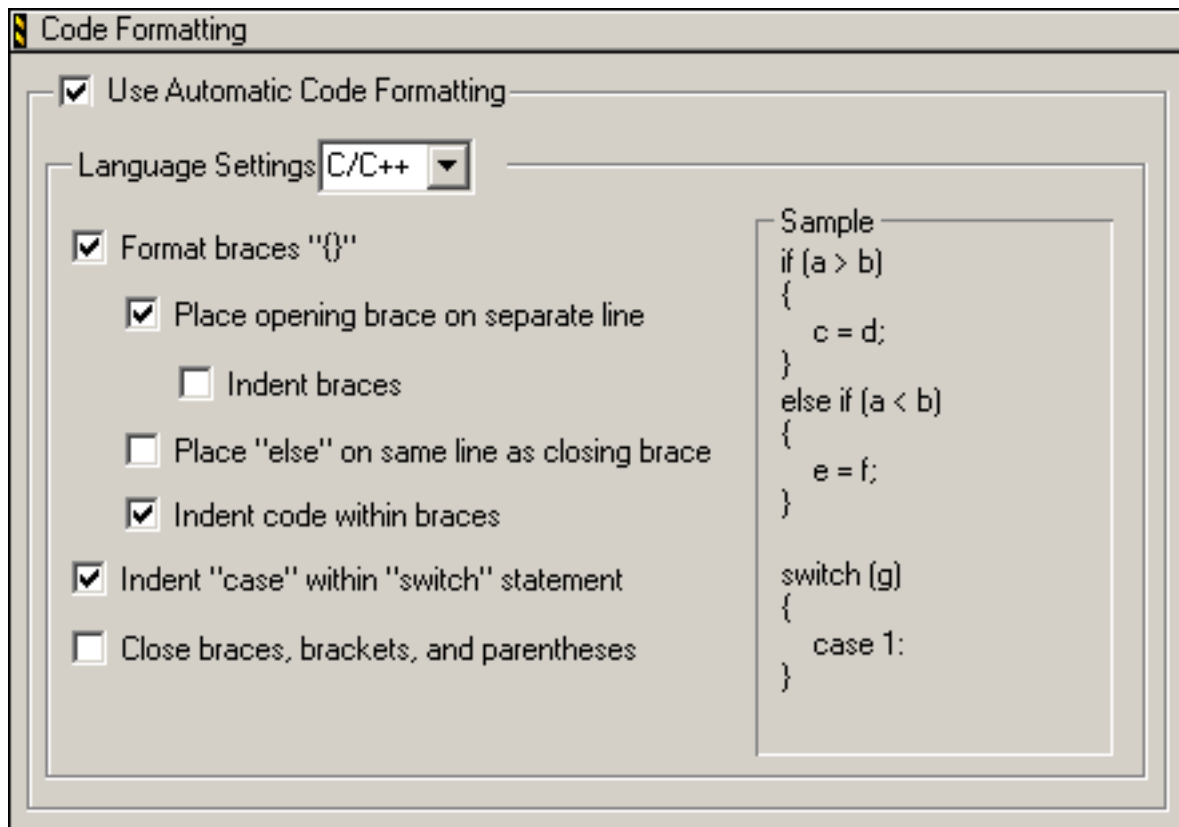 Code Formatting
Use Automatic Code Formatting
Language Settings C/C++
Format braces "{}"
Place opening brace on separate line
Indent braces
Place "else" on same line as closing brace
Indent code within braces
Indent "case" within "switch" statement
Close braces, brackets, and parentheses
Sample
if (a > b)
{
c = d;
}
else if (a < b)
{
e = f;
}
switch (g)
{
case 1:
}